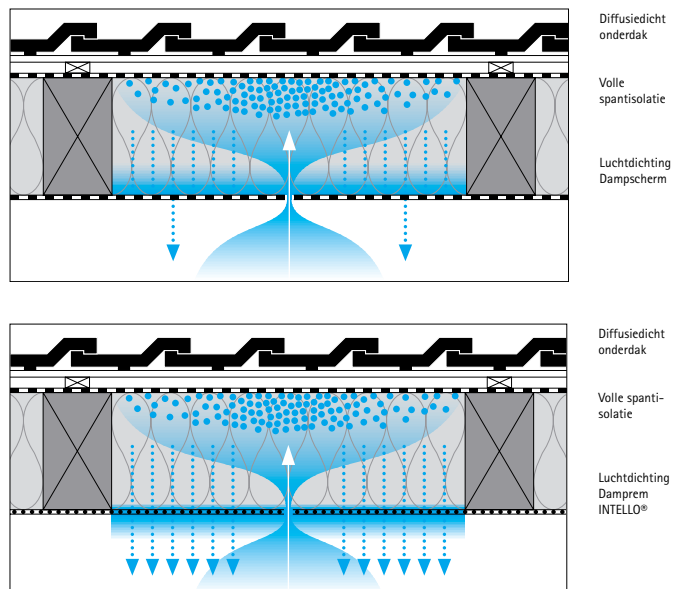 Diffusiedicht
onderdak
Volle
spantisolatie
Luchtdichting
Dampscherm
Diffusiedicht
onderdak
Volle spanti-
solatie
Luchtdichting
Damprem
INTELLO®